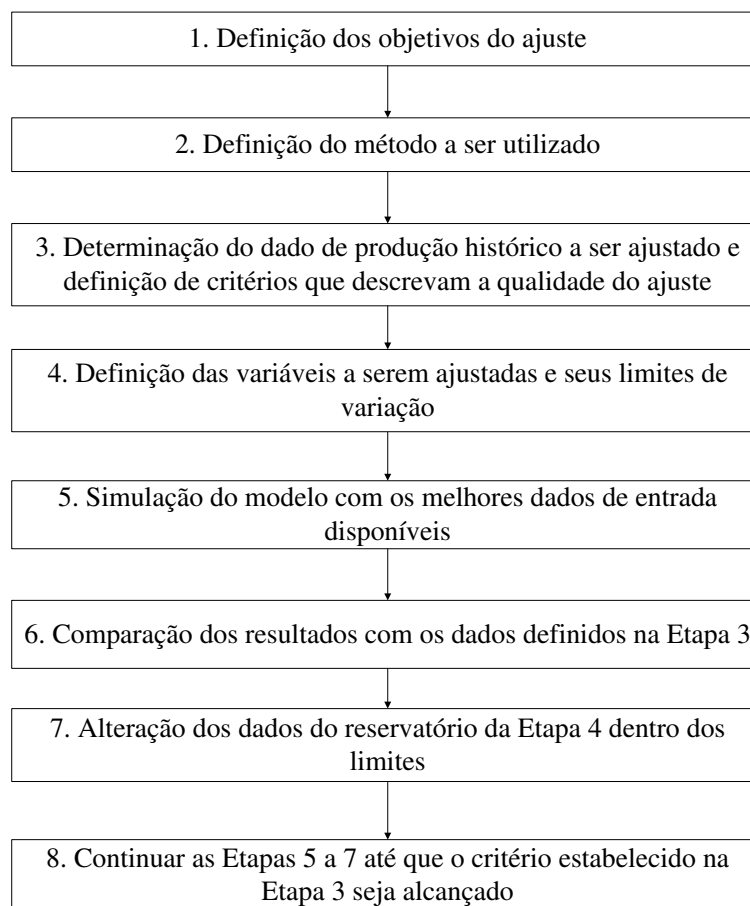 1. Definição dos objetivos do ajuste
2. Definição do método a ser utilizado
3. Determinação do dado de produção histórico a ser ajustado e
definição de critérios que descrevam a qualidade do ajuste
4. Definição das variáveis a serem ajustadas e seus limites de
variação
5. Simulação do modelo com os melhores dados de entrada
disponíveis
6. Comparação dos resultados com os dados definidos na Etapa 3
7. Alteração dos dados do reservatório da Etapa 4 dentro dos
limites
8. Continuar as Etapas 5 a 7 até que o critério estabelecido na
Etapa 3 seja alcançado